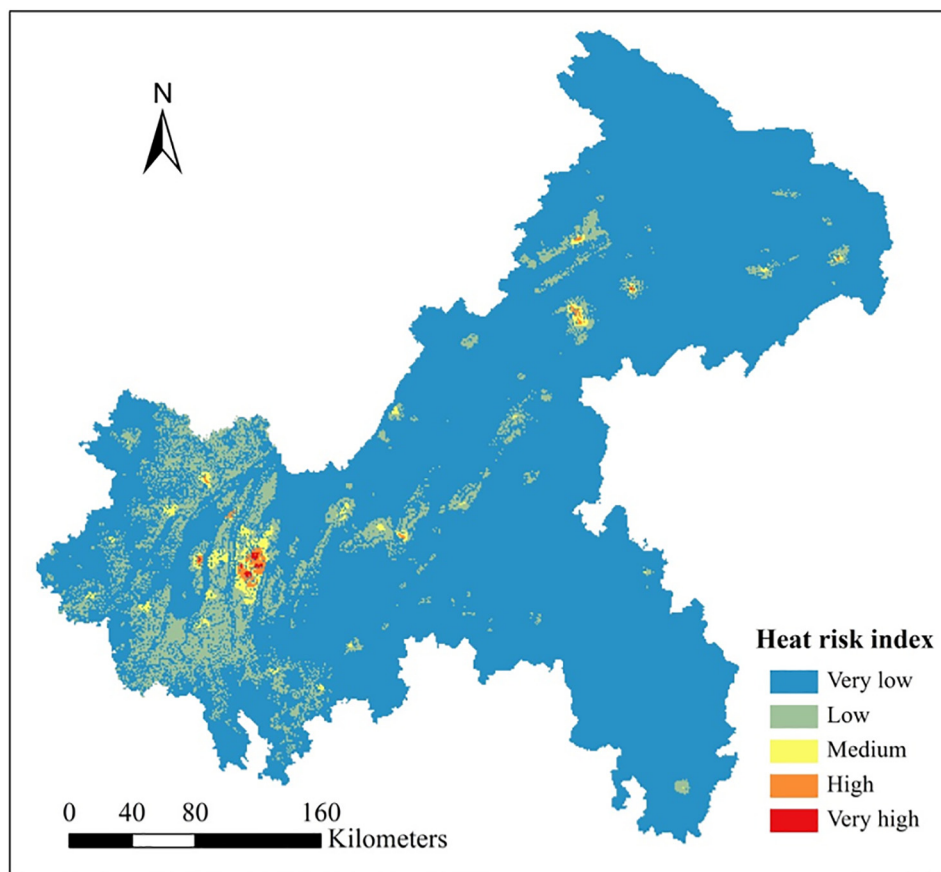 N
Heat risk index
Very low
Low
Medium
High
Very high
0 40 80 160
Kilometers